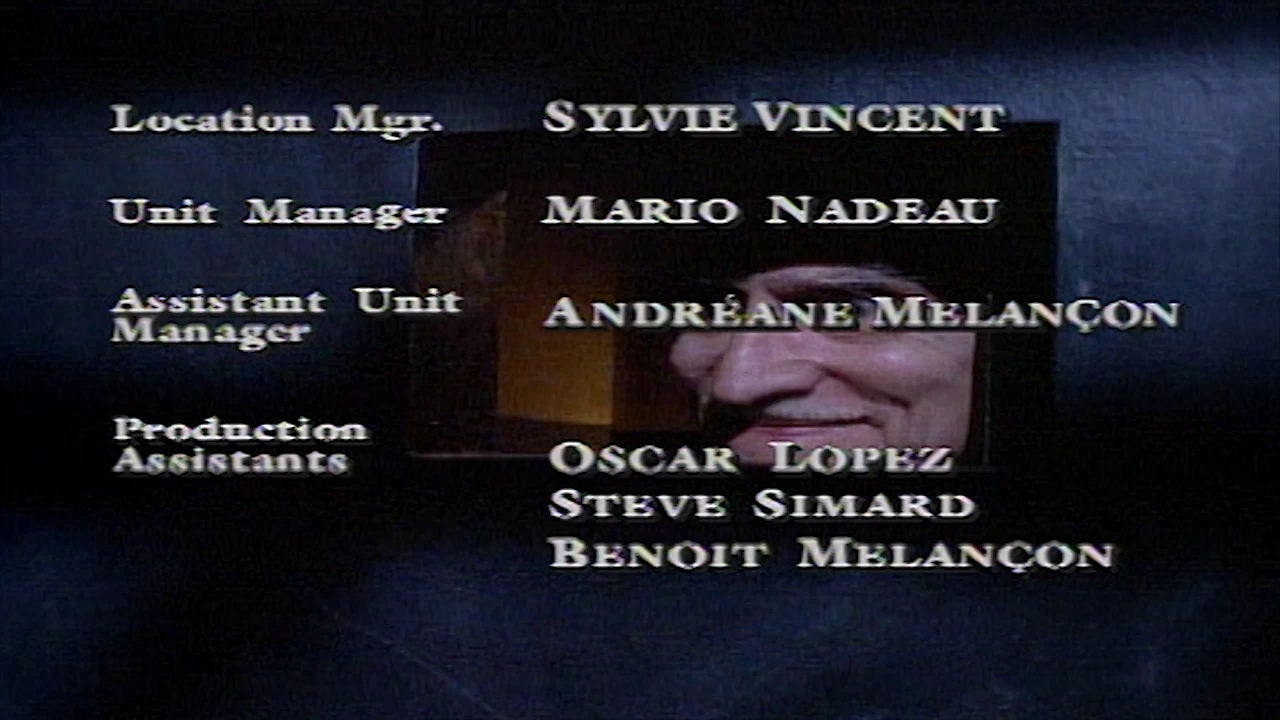 Location Mgr. SYLVIE VINCENT
Unit Manager MARIO NADEAU
Assistant Unit
Manager ANDRÉANE MELANÇON
Production
Assistants OSCAR LOPEZ
STEVE SIMARD
BENOIT MELANÇON